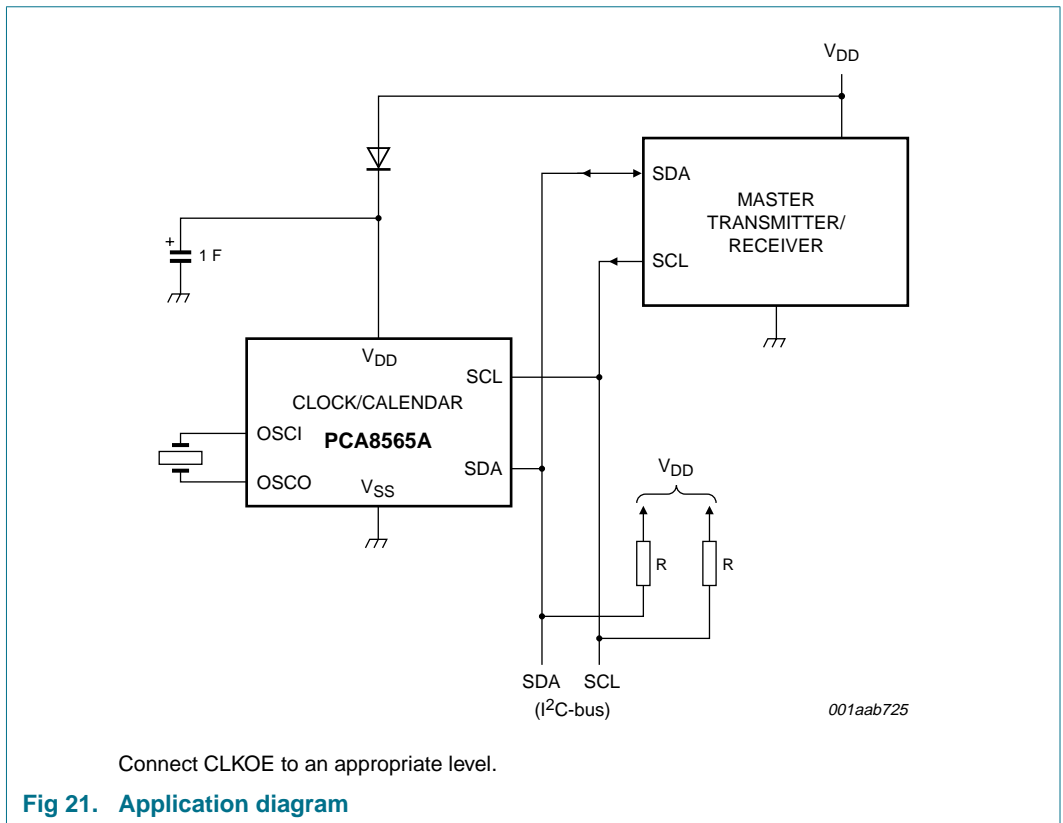 VDD
SDA
MASTER
TRANSMITTER/
RECEIVER
SCL
+
1 F
VDD
SCL
CLOCK/CALENDAR
PCA8565A
OSCI
SDA
OSCO
VSS
VDD
R
R
SDA SCL
(I2C-bus)
001aab725
Connect CLKOE to an appropriate level.
Fig 21. Application diagram